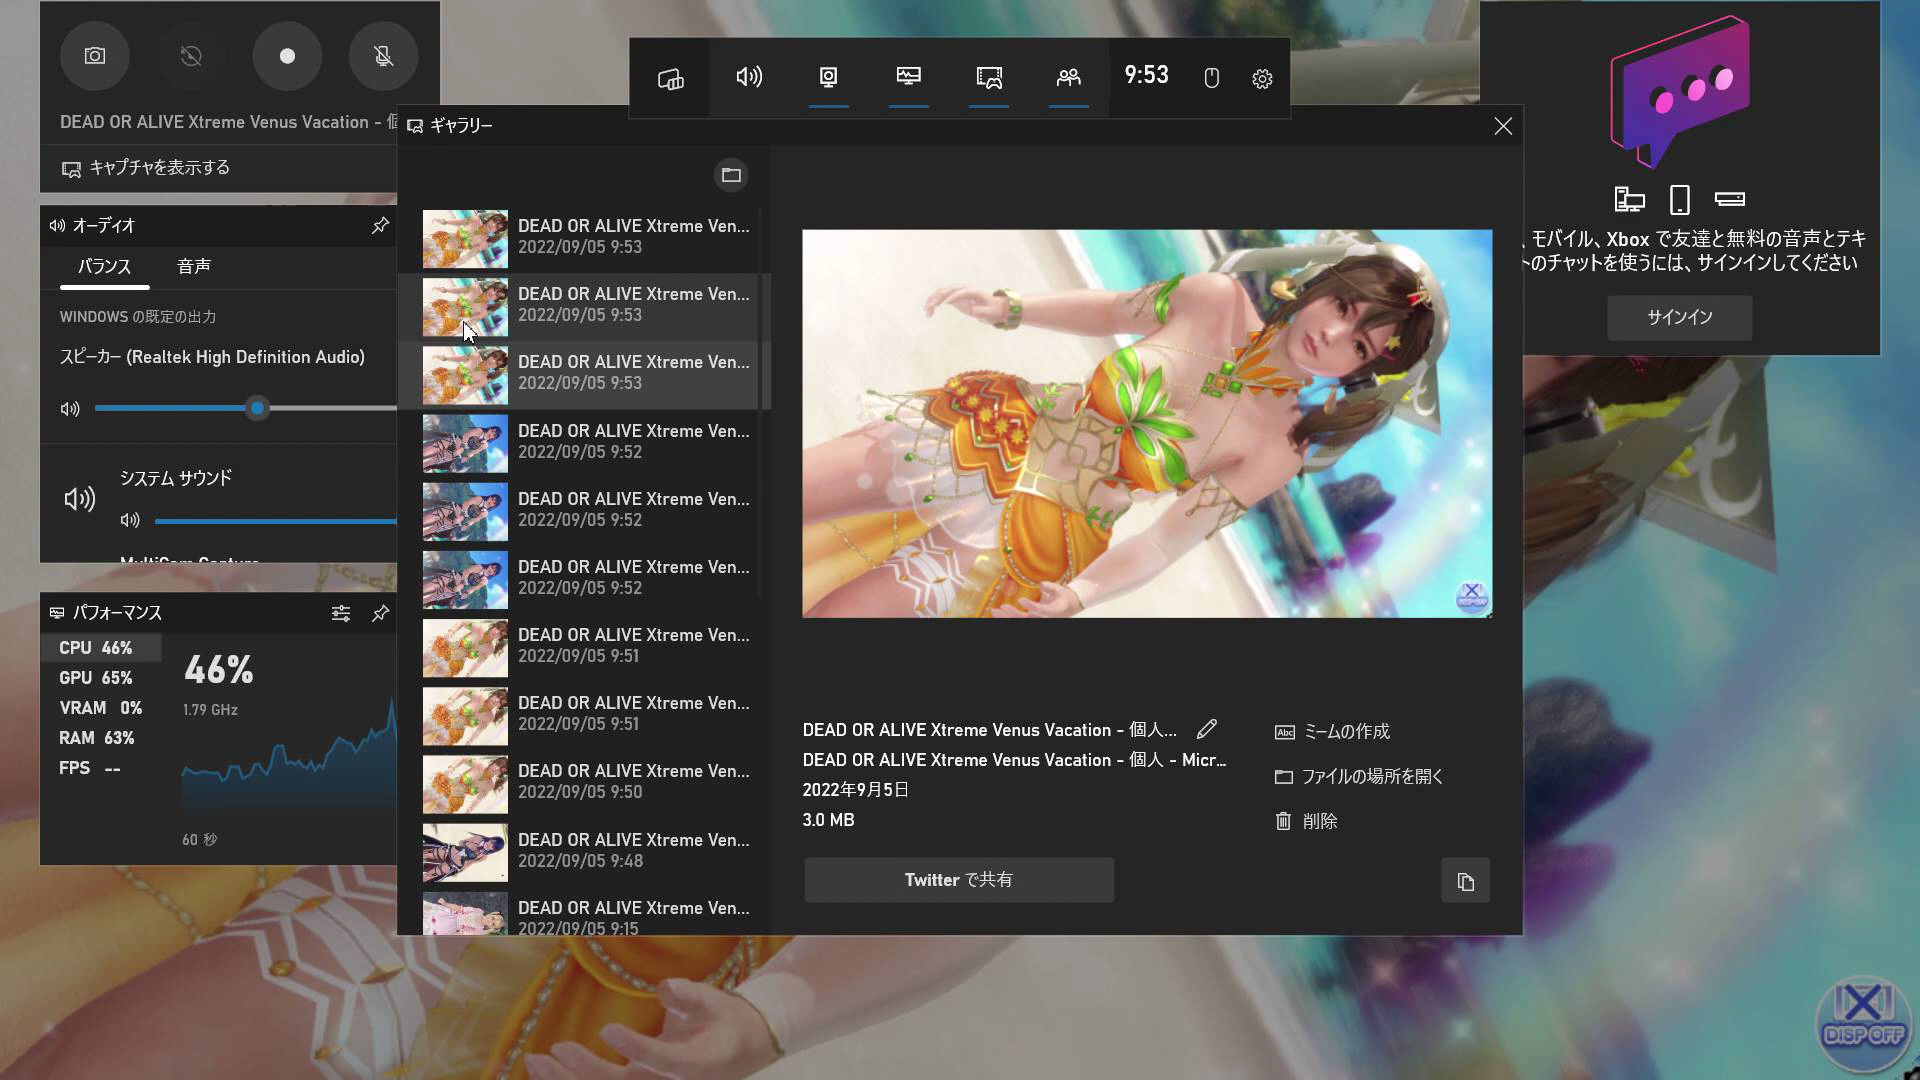 DEAD OR ALIVE Xtreme Venus Vacation - 個
キャプチャを表示する
9:53
ギャラリー
オーディオ
バランス 音声
WINDOWS の既定の出力
スピーカー (Realtek High Definition Audio)
システム サウンド
MultiCam Capture
パフォーマンス
CPU 46%
GPU 65%
VRAM 0%
RAM 63%
FPS --
46%
1.79 GHz
60 秒
DEAD OR ALIVE Xtreme Ven...
2022/09/05 9:53
DEAD OR ALIVE Xtreme Ven...
2022/09/05 9:53
DEAD OR ALIVE Xtreme Ven...
2022/09/05 9:53
DEAD OR ALIVE Xtreme Ven...
2022/09/05 9:52
DEAD OR ALIVE Xtreme Ven...
2022/09/05 9:52
DEAD OR ALIVE Xtreme Ven...
2022/09/05 9:52
DEAD OR ALIVE Xtreme Ven...
2022/09/05 9:51
DEAD OR ALIVE Xtreme Ven...
2022/09/05 9:51
DEAD OR ALIVE Xtreme Ven...
2022/09/05 9:50
DEAD OR ALIVE Xtreme Ven...
2022/09/05 9:48
DEAD OR ALIVE Xtreme Ven...
2022/09/05 9:15
DISP OFF
DEAD OR ALIVE Xtreme Venus Vacation - 個人...
DEAD OR ALIVE Xtreme Venus Vacation - 個人 - Micr...
2022年9月5日
3.0 MB
Abc ミームの作成
ファイルの場所を開く
削除
Twitter で共有
、モバイル、Xbox で友達と無料の音声とテキ
トのチャットを使うには、サインインしてください
サインイン
DISP OFF